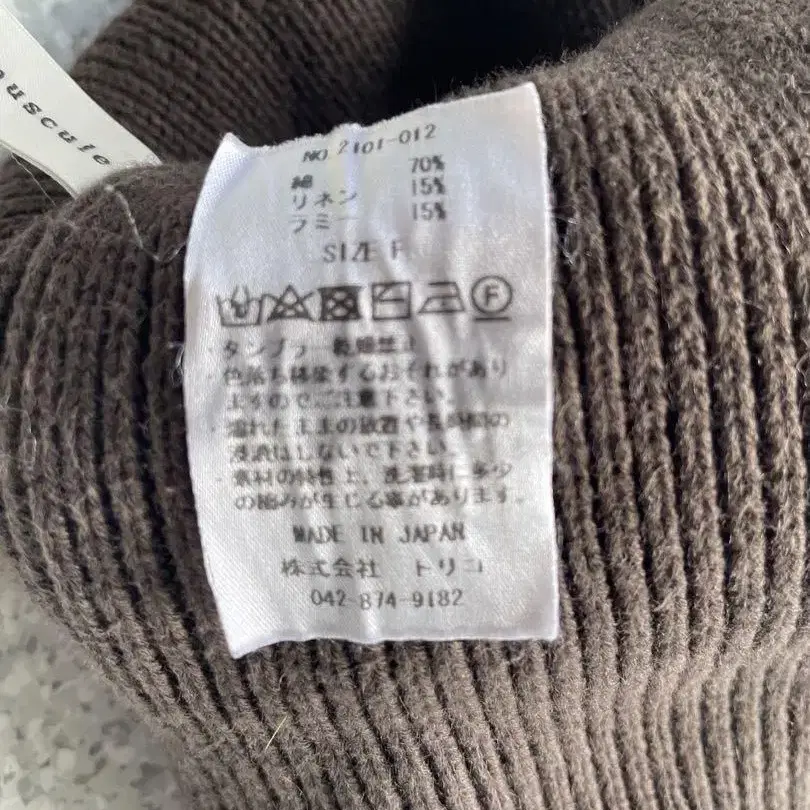 uscule
NO.2101-012
綿 70%
リネン 15%
ラミー 15%
SIZE F
F
・タンブラー乾燥禁止
・色落ち移染するおそれがあり
ますのでご注意下さい。
・濡れたままの放置や長時間の
浸漬はしないで下さい。
・素材の特性上、洗濯時に多少
の縮みが生じる事があります。
MADE IN JAPAN
株式会社 トリコ
042-874-9182